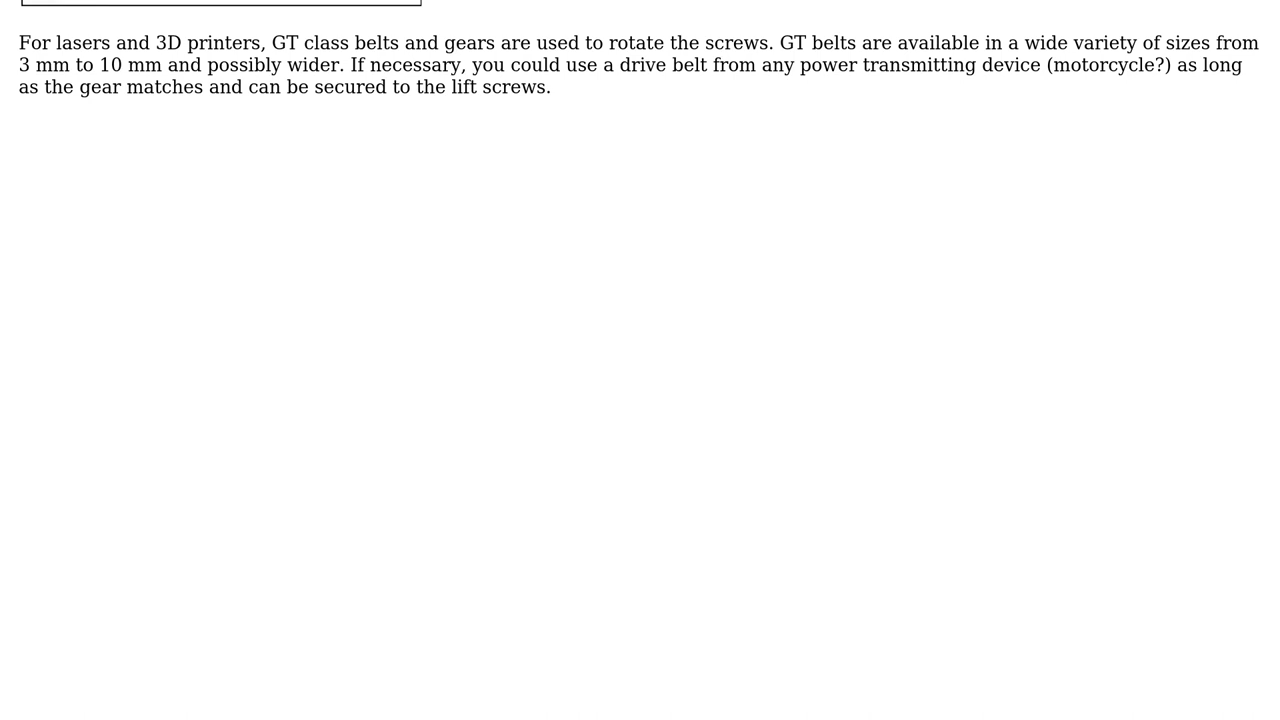 For lasers and 3D printers, GT class belts and gears are used to rotate the screws. GT belts are available in a wide variety of sizes from
3 mm to 10 mm and possibly wider. If necessary, you could use a drive belt from any power transmitting device (motorcycle?) as long
as the gear matches and can be secured to the lift screws.